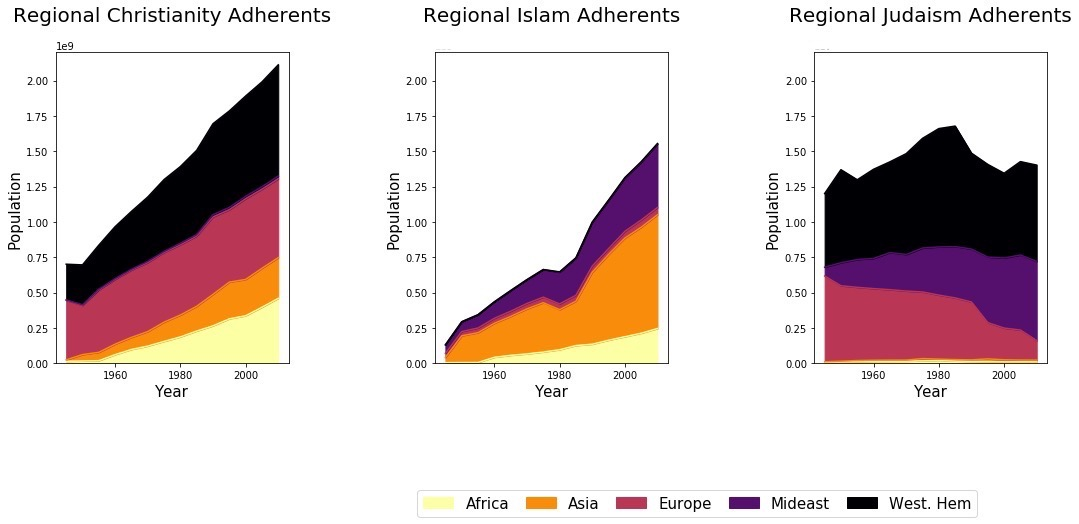 Regional Christianity Adherents
1e9
2.00
1.75
1.50
1.25
1.00
0.75
0.50
0.25
0.00
Population
1960 1980 2000
Year
Regional Islam Adherents
2.00
1.75
1.50
1.25
1.00
0.75
0.50
0.25
0.00
Population
1960 1980 2000
Year
Regional Judaism Adherents
2.00
1.75
1.50
1.25
1.00
0.75
0.50
0.25
0.00
Population
1960 1980 2000
Year
Africa Asia Europe Mideast West. Hem